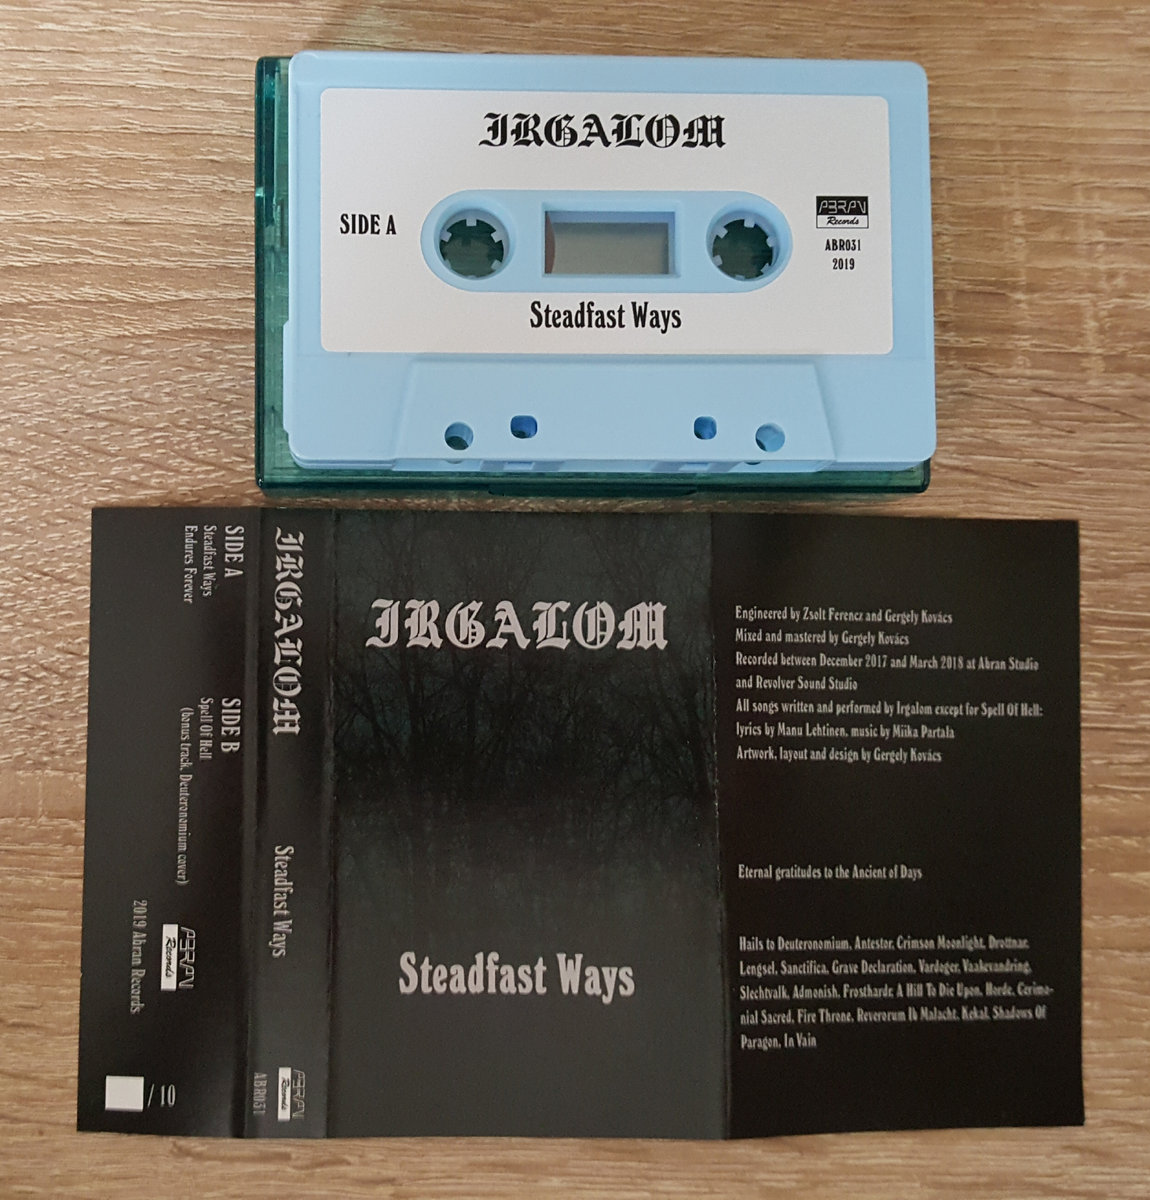 IRGALOM
SIDE A
ABRAN
Records
ABR031
2019
Steadfast Ways
SIDE A
Steadfast Ways
Endures Forever
SIDE B
Spell Of Hell
(bonus track, Deuteronomium cover)
ABRAN
Records
2019 Abran Records
/ 10
IRGALOM
Steadfast Ways
ABRAN
Records
ABR031
IRGALOM
Steadfast Ways
Engineered by Zsolt Ferencz and Gergely Kovács
Mixed and mastered by Gergely Kovács
Recorded between December 2017 and March 2018 at Abran Studio
and Revolver Sound Studio
All songs written and performed by Irgalom except for Spell Of Hell:
lyrics by Manu Lehtinen, music by Miika Partala
Artwork, layout and design by Gergely Kovács
Eternal gratitudes to the Ancient of Days
Hails to Deuteronomium, Antestor, Crimson Moonlight, Drottnar,
Lengsel, Sanctifica, Grave Declaration, Vardøger, Vaakevandring,
Slechtvalk, Admonish, Frosthardr, A Hill To Die Upon, Horde, Cerimo-
nial Sacred, Fire Throne, Reverorum Ib Malacht, Kekal, Shadows Of
Paragon, In Vain